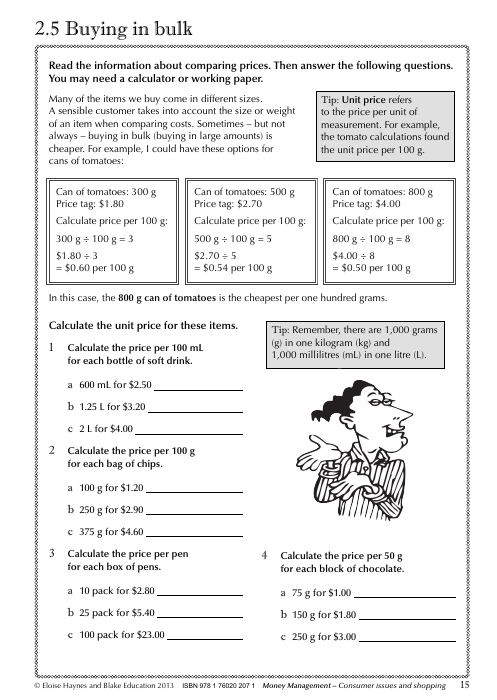 2.5 Buying in bulk
Read the information about comparing prices. Then answer the following questions.
You may need a calculator or working paper.
Many of the items we buy come in different sizes.
A sensible customer takes into account the size or weight
of an item when comparing costs. Sometimes – but not
always – buying in bulk (buying in large amounts) is
cheaper. For example, I could have these options for
cans of tomatoes:
Tip: Unit price refers
to the price per unit of
measurement. For example,
the tomato calculations found
the unit price per 100 g.
Can of tomatoes: 300 g
Price tag: $1.80
Calculate price per 100 g:
300 g ÷ 100 g = 3
$1.80 ÷ 3
= $0.60 per 100 g
Can of tomatoes: 500 g
Price tag: $2.70
Calculate price per 100 g:
500 g ÷ 100 g = 5
$2.70 ÷ 5
= $0.54 per 100 g
Can of tomatoes: 800 g
Price tag: $4.00
Calculate price per 100 g:
800 g ÷ 100 g = 8
$4.00 ÷ 8
= $0.50 per 100 g
In this case, the 800 g can of tomatoes is the cheapest per one hundred grams.
Calculate the unit price for these items.
Tip: Remember, there are 1,000 grams
(g) in one kilogram (kg) and
1,000 millilitres (mL) in one litre (L).
1 Calculate the price per 100 mL
for each bottle of soft drink.
a 600 mL for $2.50
b 1.25 L for $3.20
c 2 L for $4.00
2 Calculate the price per 100 g
for each bag of chips.
a 100 g for $1.20
b 250 g for $2.90
c 375 g for $4.60
3 Calculate the price per pen
for each box of pens.
a 10 pack for $2.80
b 25 pack for $5.40
c 100 pack for $23.00
4 Calculate the price per 50 g
for each block of chocolate.
a 75 g for $1.00
b 150 g for $1.80
c 250 g for $3.00
© Eloise Haynes and Blake Education 2013 ISBN 978 1 76020 207 1 Money Management – Consumer issues and shopping 15